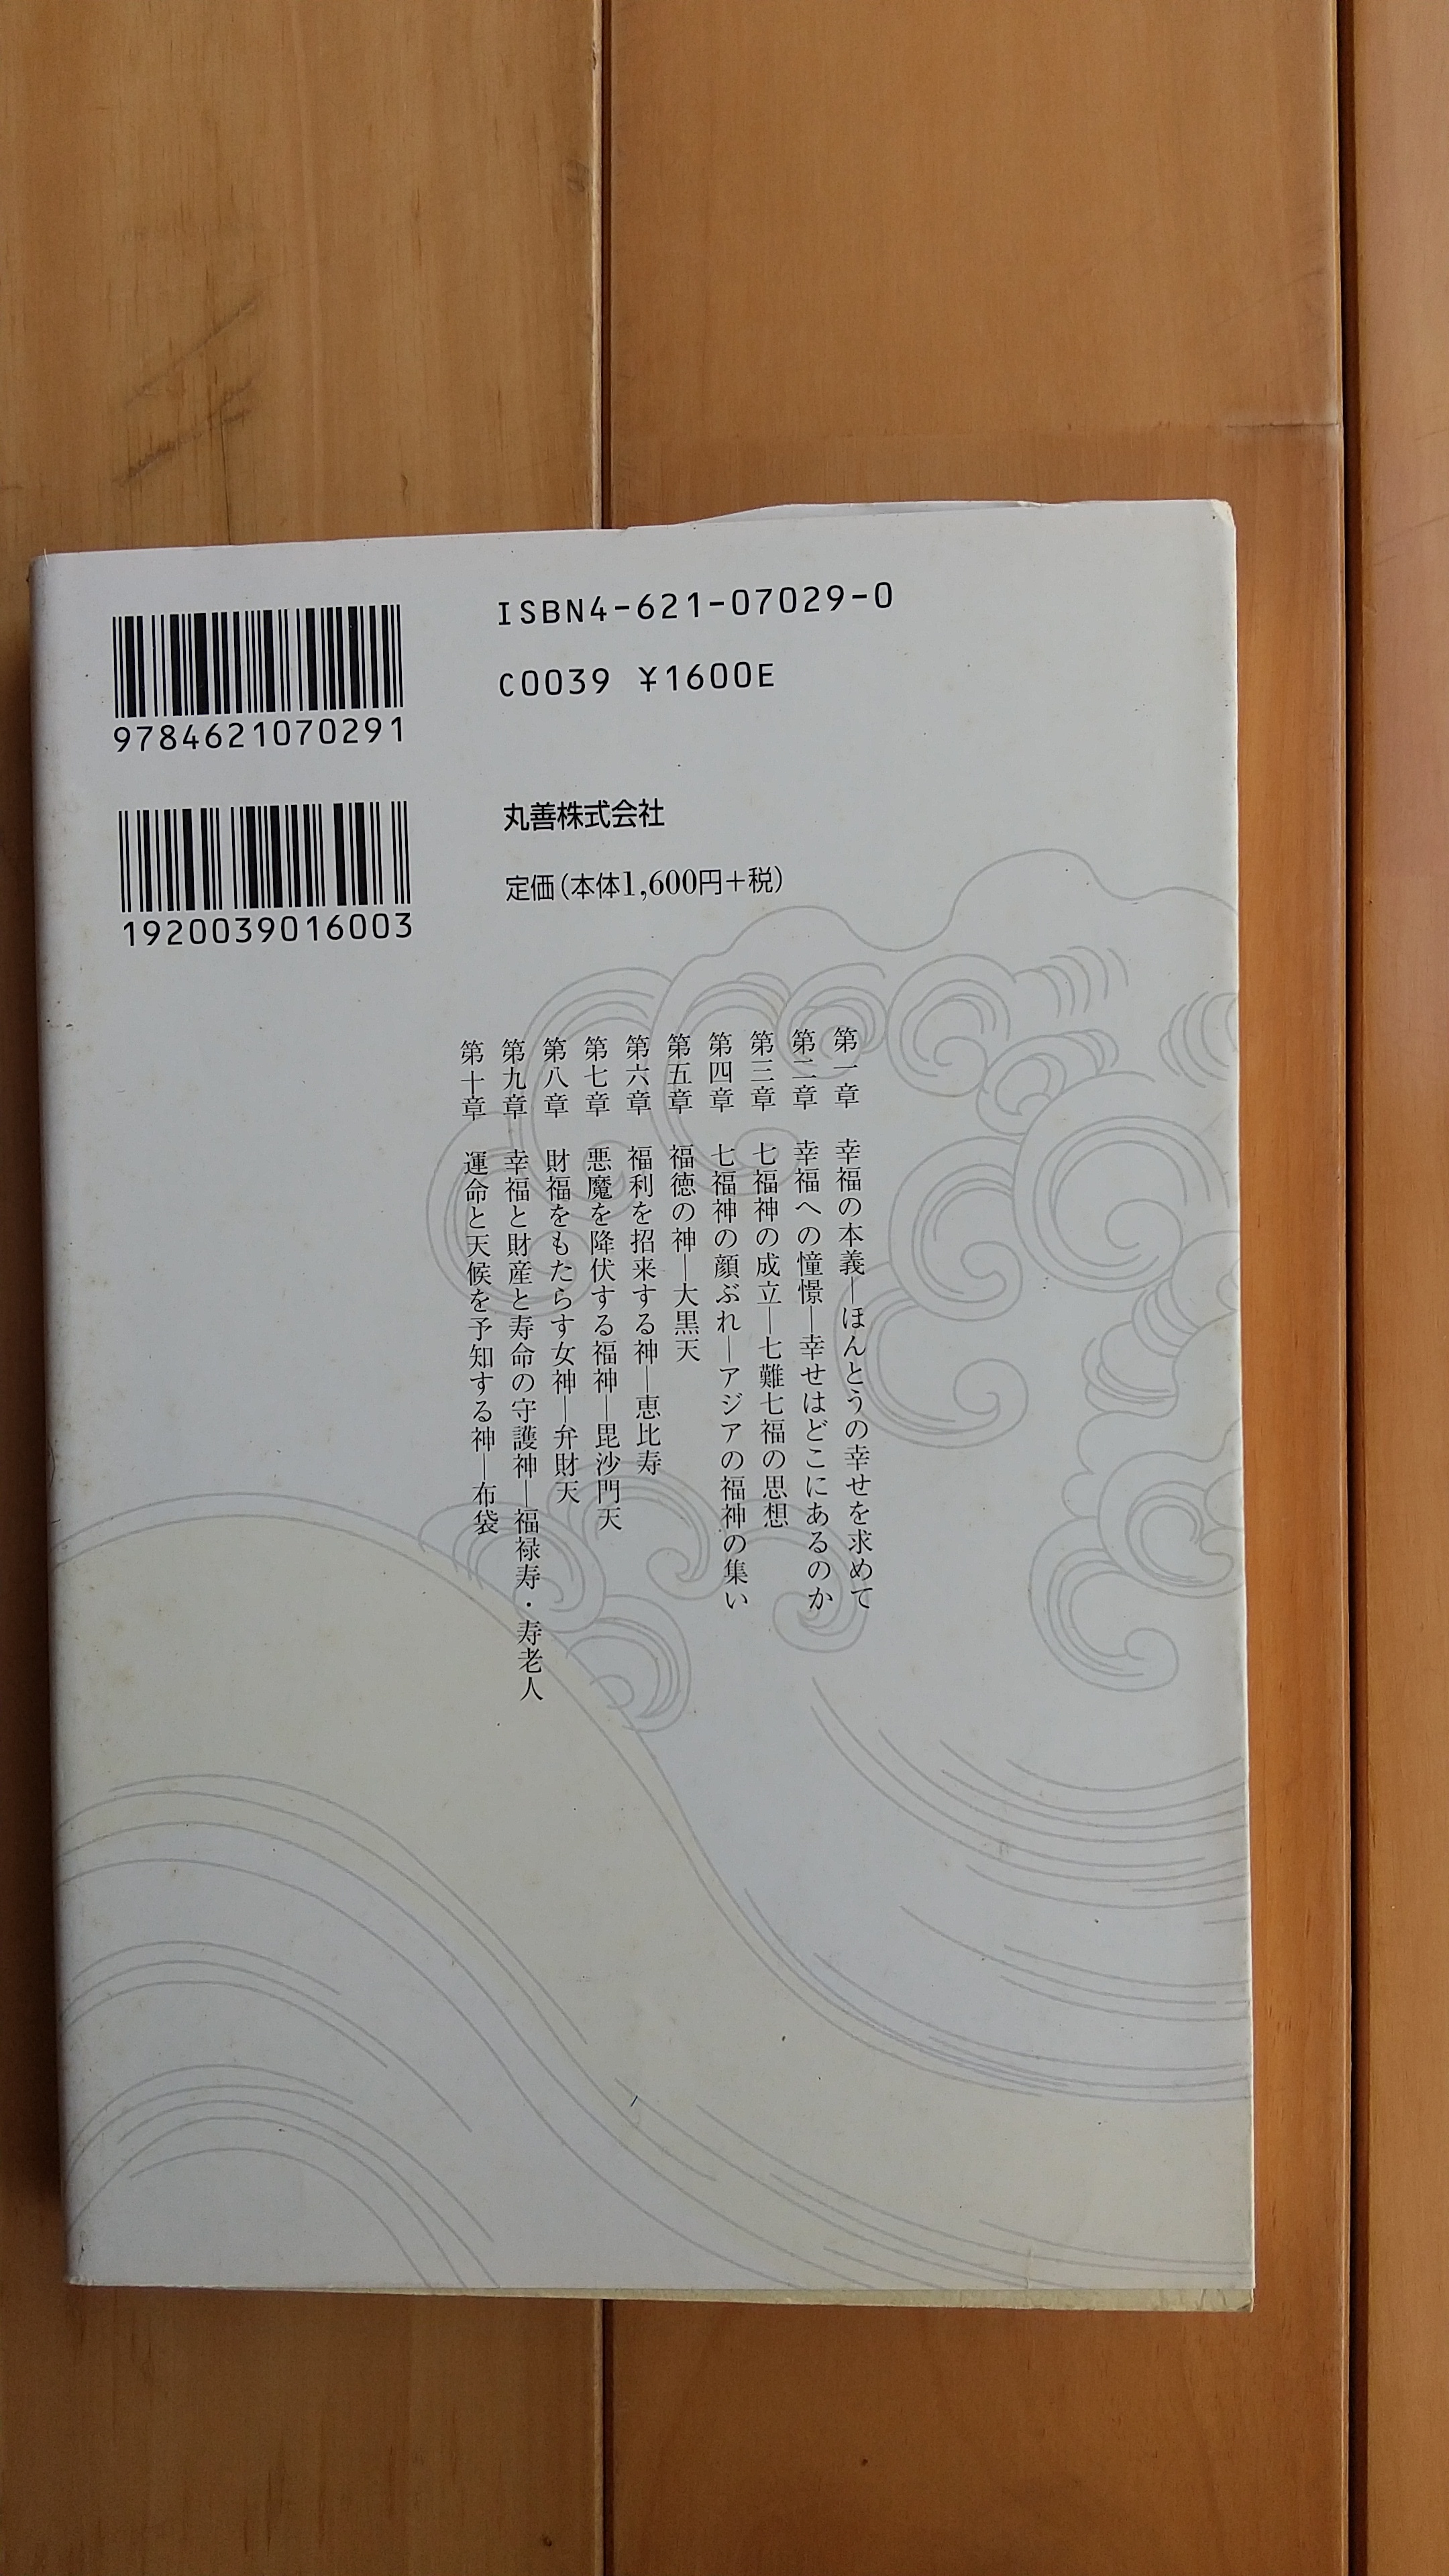 ISBN4-621-07029-0
C0039 ¥1600E
9784621070291
1920039016003
丸善株式会社
定価（本体1,600円＋税）
第一章 幸福の本義―ほんとうの幸せを求めて
第二章 幸福への憧憬―幸せはどこにあるのか
第三章 七福神の成立―七難七福の思想
第四章 七福神の顔ぶれ―アジアの福神の集い
第五章 福徳の神―大黒天
第六章 福利を招来する神―恵比寿
第七章 悪魔を降伏する福神―毘沙門天
第八章 財福をもたらす女神―弁財天
第九章 幸福と財産と寿命の守護神―福禄寿・寿老人
第十章 運命と天候を予知する神―布袋